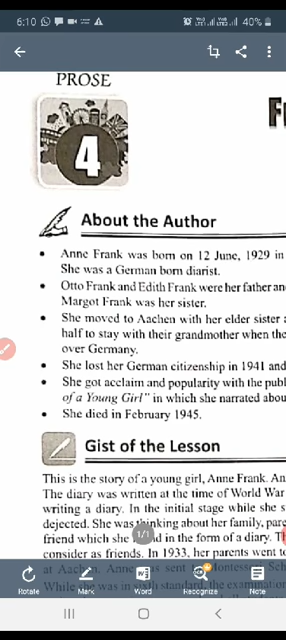 6:10 40%
PROSE
4
About the Author
• Anne Frank was born on 12 June, 1929 in
She was a German born diarist.
• Otto Frank and Edith Frank were her father an
Margot Frank was her sister.
• She moved to Aachen with her elder sister
half to stay with their grandmother when the
over Germany.
• She lost her German citizenship in 1941 and
• She got acclaim and popularity with the publ
of a Young Girl" in which she narrated abou
• She died in February 1945.
Gist of the Lesson
This is the story of a young girl, Anne Frank. An
The diary was written at the time of World War
writing a diary. In the initial stage while she s
dejected. She was thinking about her family, pare
friend which she in the form of a diary.
consider as friends. In 1933, her parents went to
1/1
Rotate Mark Word Recognize Note